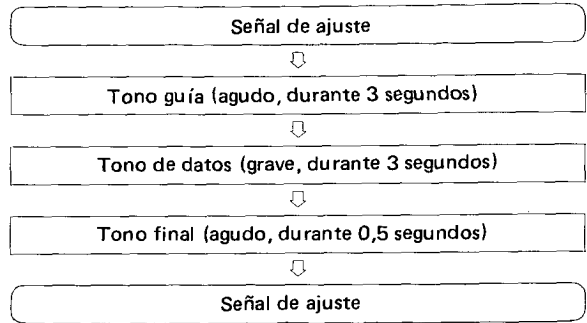 Señal de ajuste
Tono guía (agudo, durante 3 segundos)
Tono de datos (grave, durante 3 segundos)
Tono final (agudo, durante 0,5 segundos)
Señal de ajuste